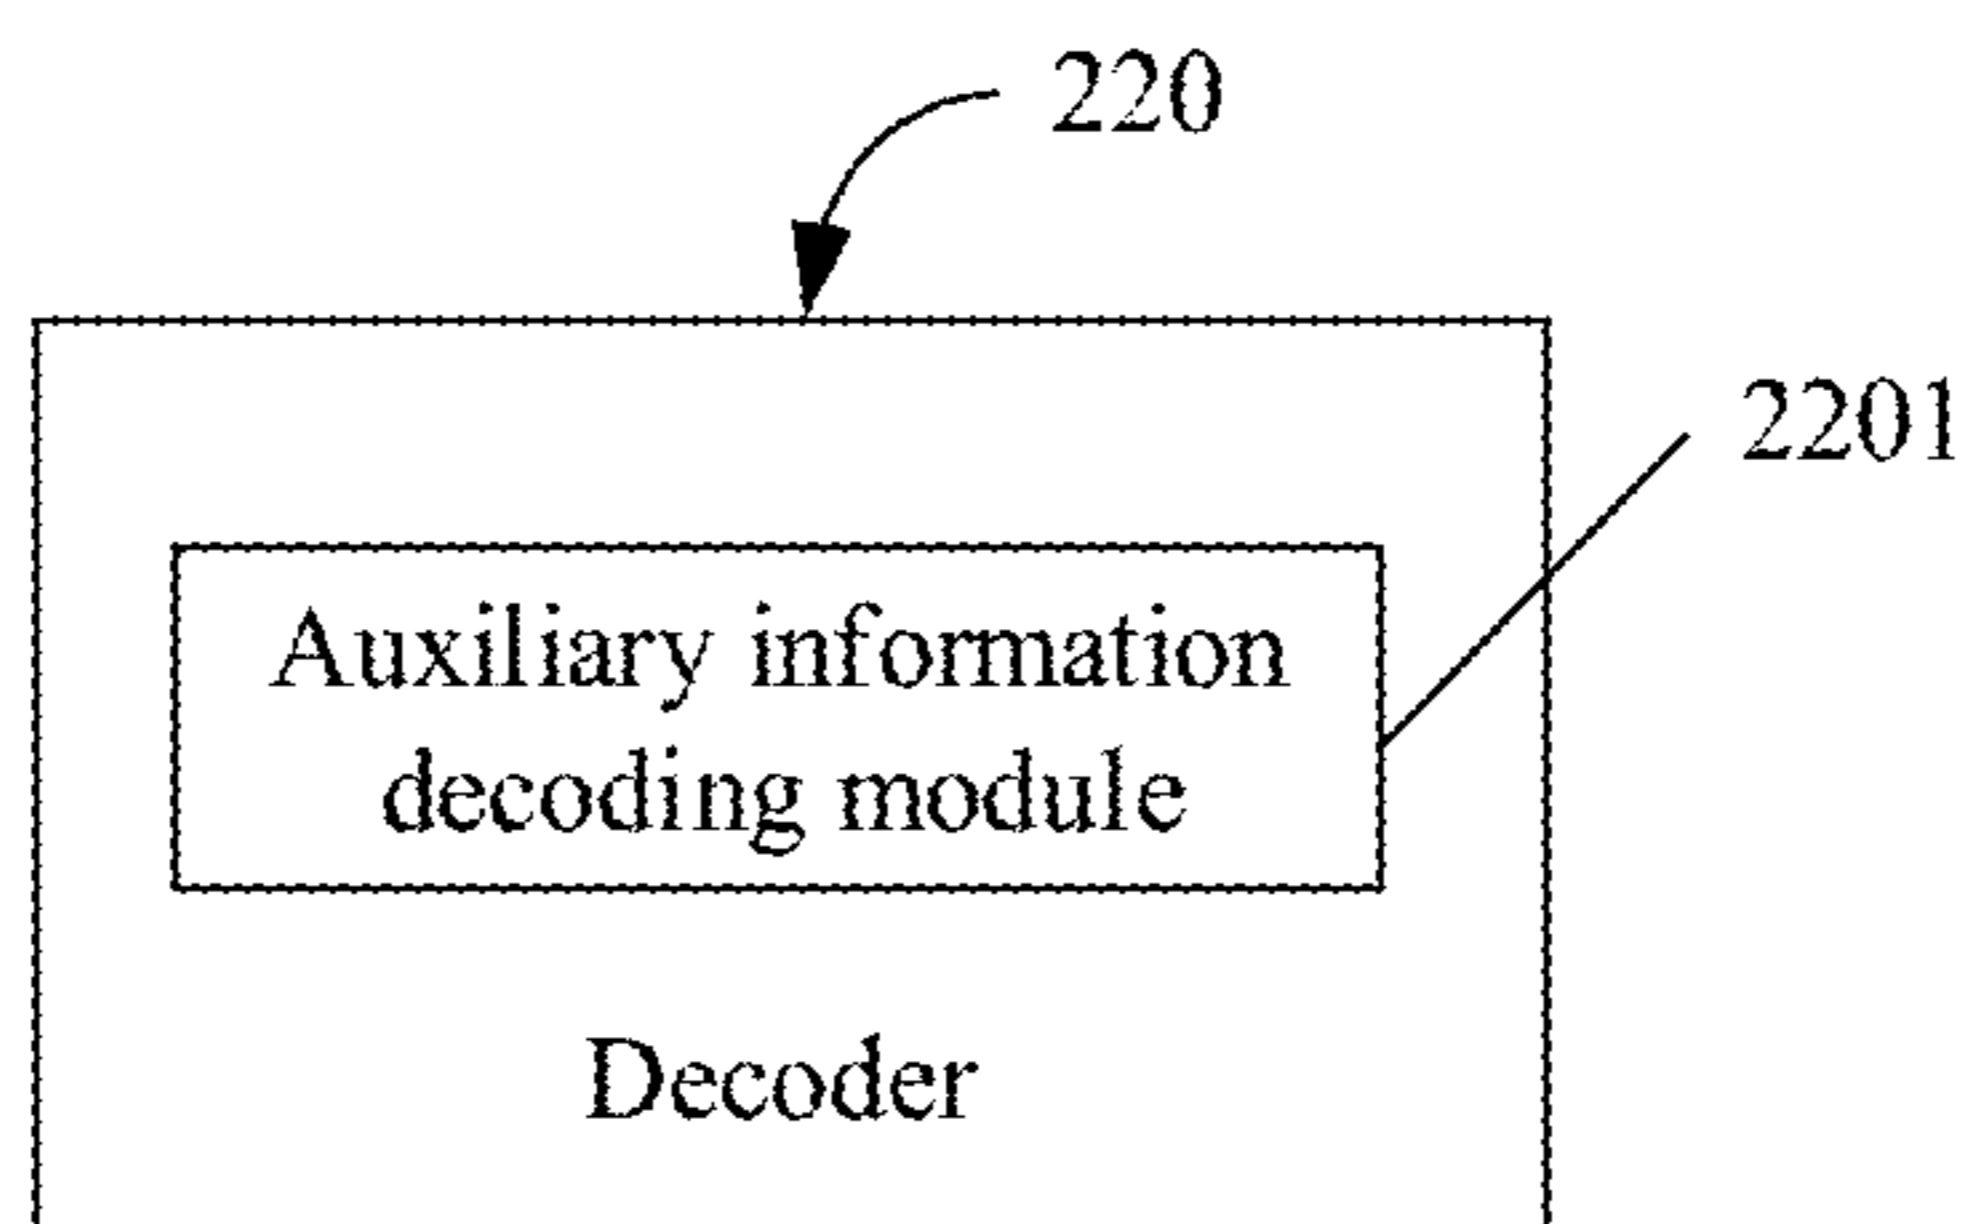 220
2201
Auxiliary information
decoding module
Decoder